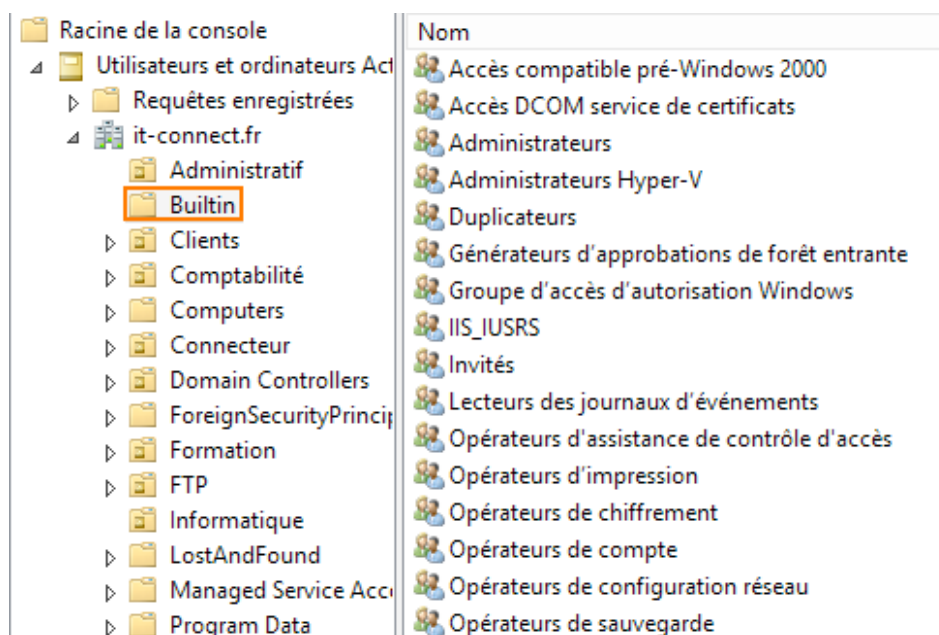 Racine de la console
Utilisateurs et ordinateurs Act
Requêtes enregistrées
it-connect.fr
Administratif
Builtin
Clients
Comptabilité
Computers
Connecteur
Domain Controllers
ForeignSecurityPrincip
Formation
FTP
Informatique
LostAndFound
Managed Service Acco
Program Data
Nom
Accès compatible pré-Windows 2000
Accès DCOM service de certificats
Administrateurs
Administrateurs Hyper-V
Duplicateurs
Générateurs d'approbations de forêt entrante
Groupe d'accès d'autorisation Windows
IIS_IUSRS
Invités
Lecteurs des journaux d'événements
Opérateurs d'assistance de contrôle d'accès
Opérateurs d'impression
Opérateurs de chiffrement
Opérateurs de compte
Opérateurs de configuration réseau
Opérateurs de sauvegarde